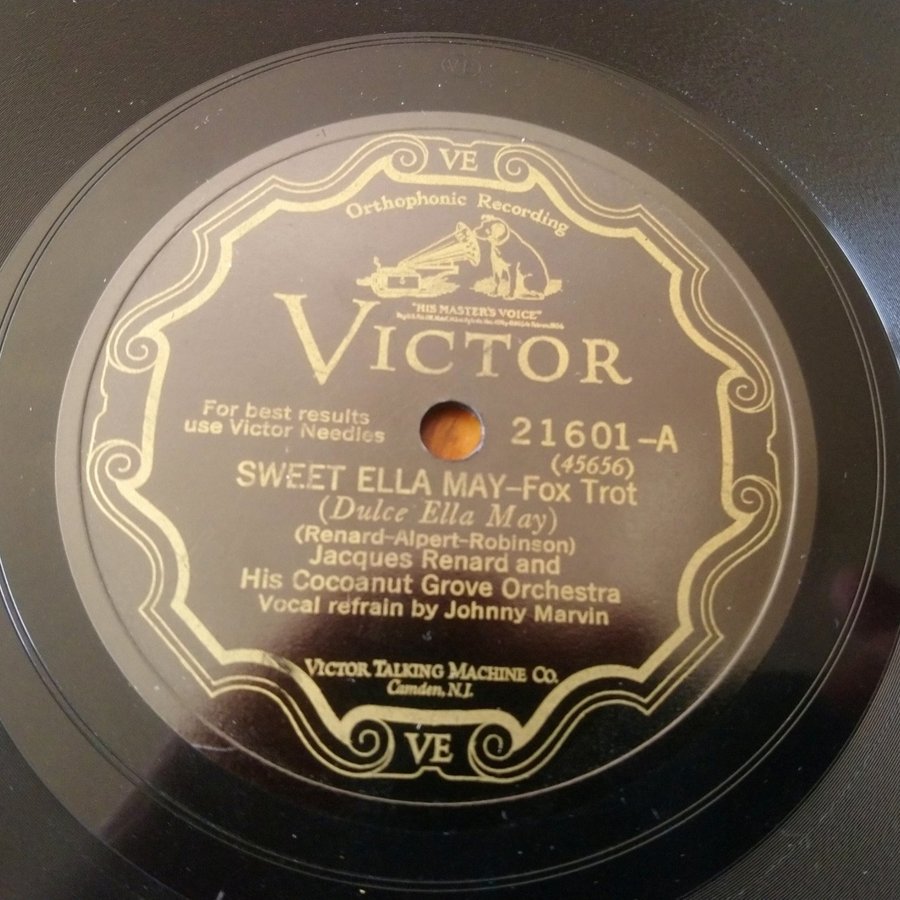 VE
Orthophonic Recording
"HIS MASTER'S VOICE"
VICTOR
For best results
use Victor Needles
21601-A
(45656)
SWEET ELLA MAY-Fox Trot
(Dulce Ella May)
(Renard-Alpert-Robinson)
Jacques Renard and
His Cocoanut Grove Orchestra
Vocal refrain by Johnny Marvin
VICTOR TALKING MACHINE CO.
Camden, N.J.
VE